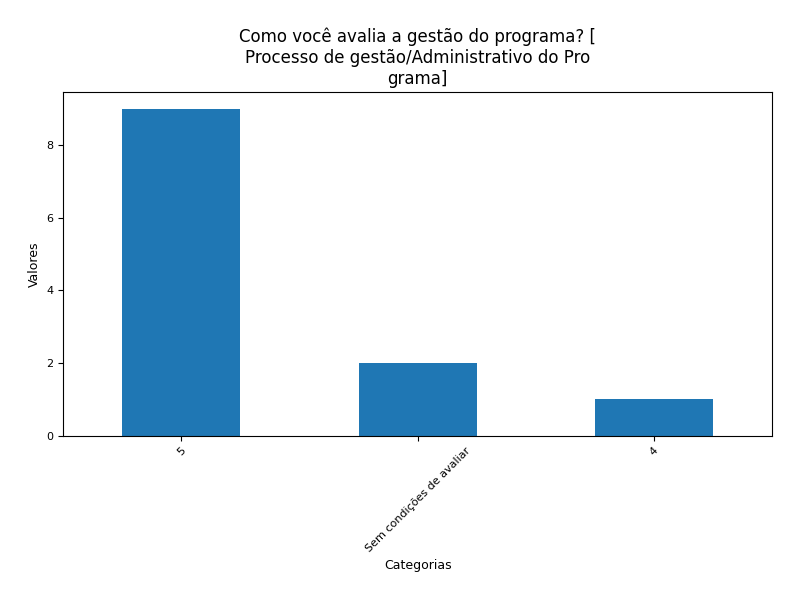 Como você avalia a gestão do programa? [
Processo de gestão/Administrativo do Pro
grama]
Valores
8
6
4
2
0
5
Sem condições de avaliar
4
Categorias